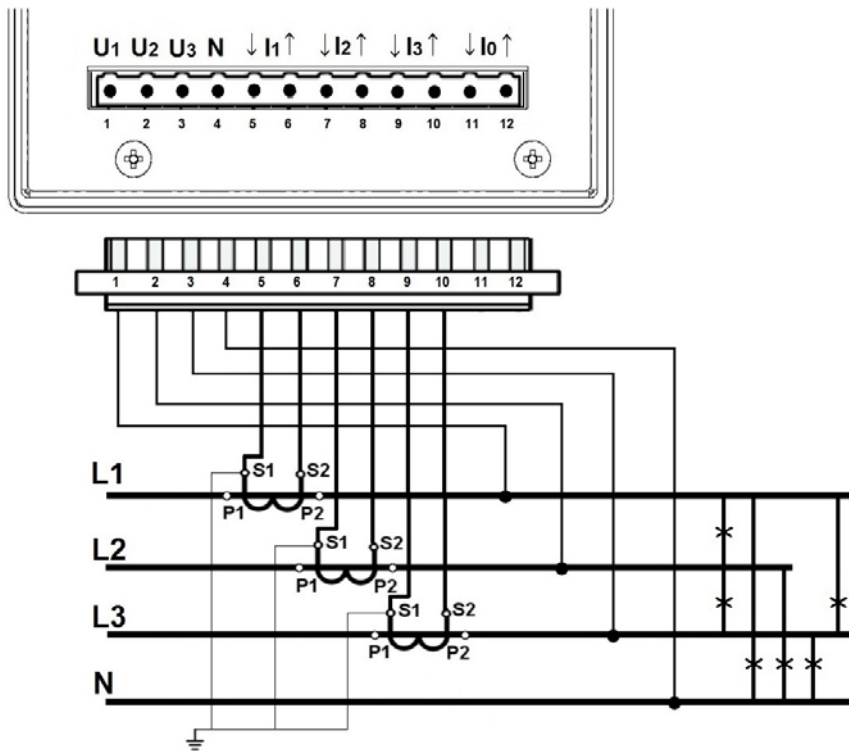 U1 U2 U3 N ↓ I1 ↑ ↓ I2 ↑ ↓ I3 ↑ ↓ I0 ↑
1 2 3 4 5 6 7 8 9 10 11 12
1 2 3 4 5 6 7 8 9 10 11 12
S1 S2
L1
P1 P2
S1 S2
L2
P1 P2
S1 S2
L3
P1 P2
N